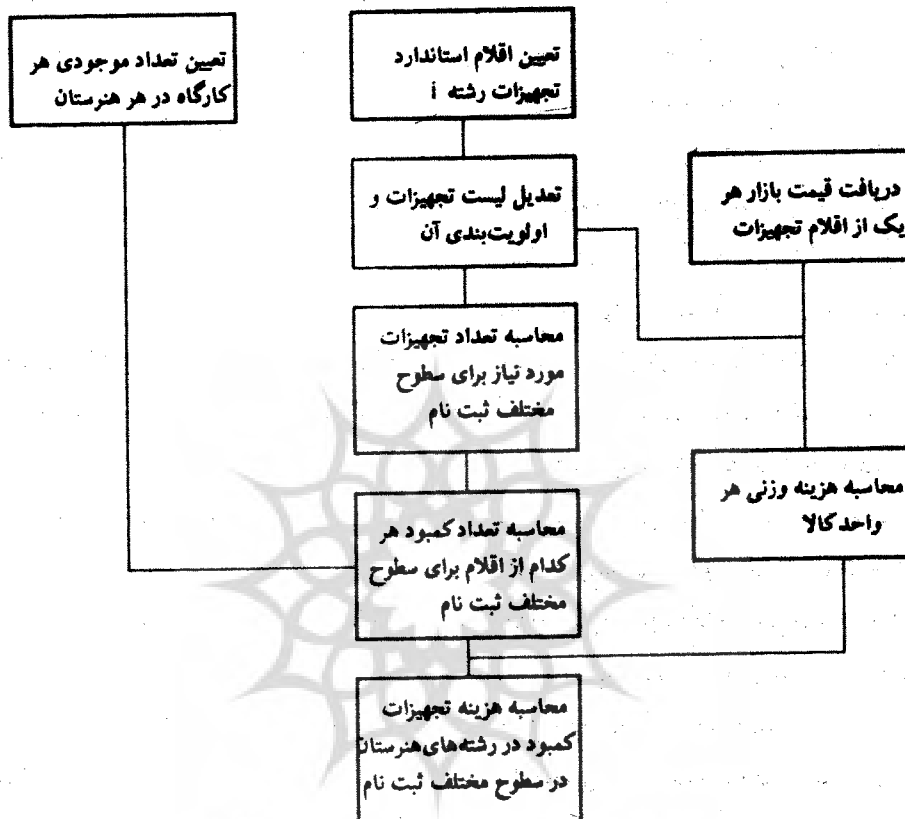 تعیین اقلام استاندارد
تجهیزات رشته i
تعیین تعداد موجودی هر
کارگاه در هر هنرستان
دریافت قیمت بازار هر
یک از اقلام تجهیزات
تعدیل لیست تجهیزات و
اولویت‌بندی آن
محاسبه تعداد تجهیزات
مورد نیاز برای سطوح
مختلف ثبت نام
محاسبه هزینه وزنی هر
واحد کالا
محاسبه تعداد کمبود هر
کدام از اقلام برای سطوح
مختلف ثبت نام
محاسبه هزینه تجهیزات
کمبود در رشته‌های هنرستان
در سطوح مختلف ثبت نام